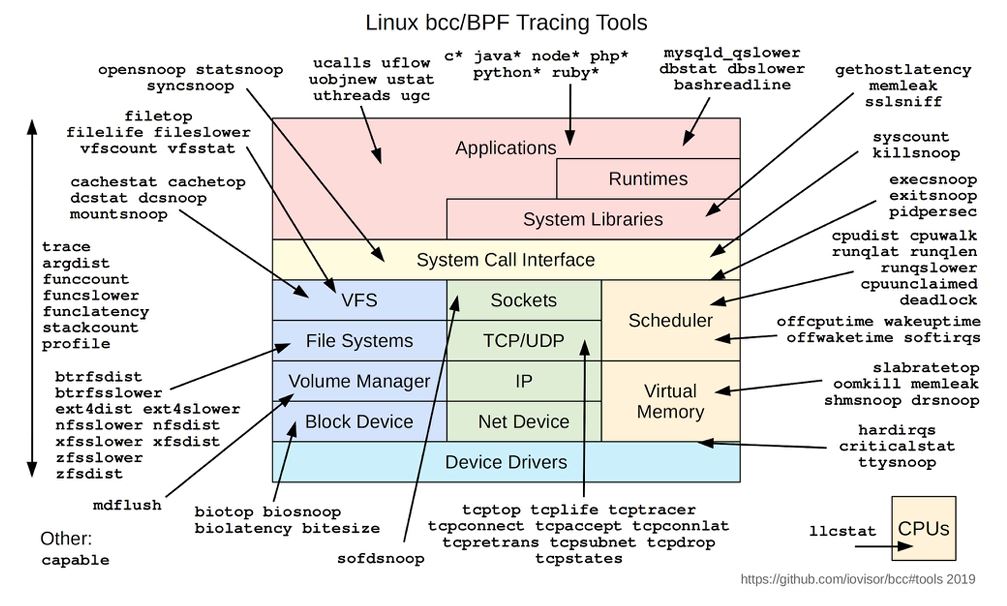 Linux bcc/BPF Tracing Tools
opensnoop statsnoop
syncsnoop
ucalls uflow
uobjnew ustat
uthreads ugc
c* java* node* php*
python* ruby*
mysqld_qslower
dbstat dbslower
bashreadline
gethostlatency
memleak
sslsniff
filetop
filelife fileslower
vfscount vfsstat
syscount
killsnoop
cachestat cachetop
dcstat dcsnoop
mountsnoop
execsnoop
exitsnoop
pidpersec
trace
argdist
funccount
funcslower
funclatency
stackcount
profile
cpudist cpuwalk
runqlat runqlen
runqslower
cpuunclaimed
deadlock
offcputime wakeuptime
offwaketime softirqs
btrfsdist
btrfsslower
ext4dist ext4slower
nfsslower nfsdist
xfsslower xfsdist
zfsslower
zfsdist
slabratetop
oomkill memleak
shmsnoop drsnoop
hardirqs
criticalstat
ttysnoop
Applications
Runtimes
System Libraries
System Call Interface
VFS
Sockets
Scheduler
File Systems
TCP/UDP
Volume Manager
IP
Virtual
Memory
Block Device
Net Device
Device Drivers
mdflush
biotop biosnoop
biolatency bitesize
sofdsnoop
tcptop tcplife tcptracer
tcpconnect tcpaccept tcpconnlat
tcpretrans tcpsubnet tcpdrop
tcpstates
llcstat
CPUs
Other:
capable
https://github.com/iovisor/bcc#tools 2019